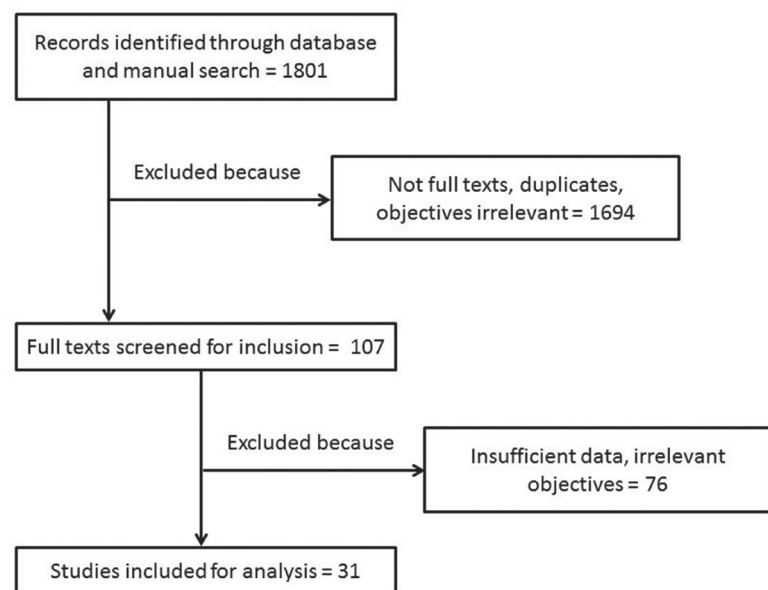 Records identified through database
and manual search = 1801
Excluded because
Not full texts, duplicates,
objectives irrelevant = 1694
Full texts screened for inclusion = 107
Excluded because
Insufficient data, irrelevant
objectives = 76
Studies included for analysis = 31